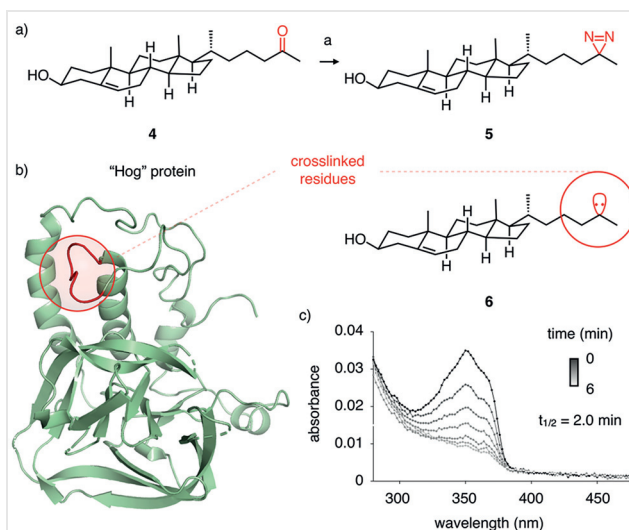 a)
O
a
N=N
H
H
H
H
H
H
HO
HO
4
5
b)
"Hog" protein
crosslinked
residues
H
H
H
HO
6
c)
time (min)
0
6
t1/2 = 2.0 min
0.04
0.03
0.02
0.01
0
absorbance
300
350
400
450
wavelength (nm)